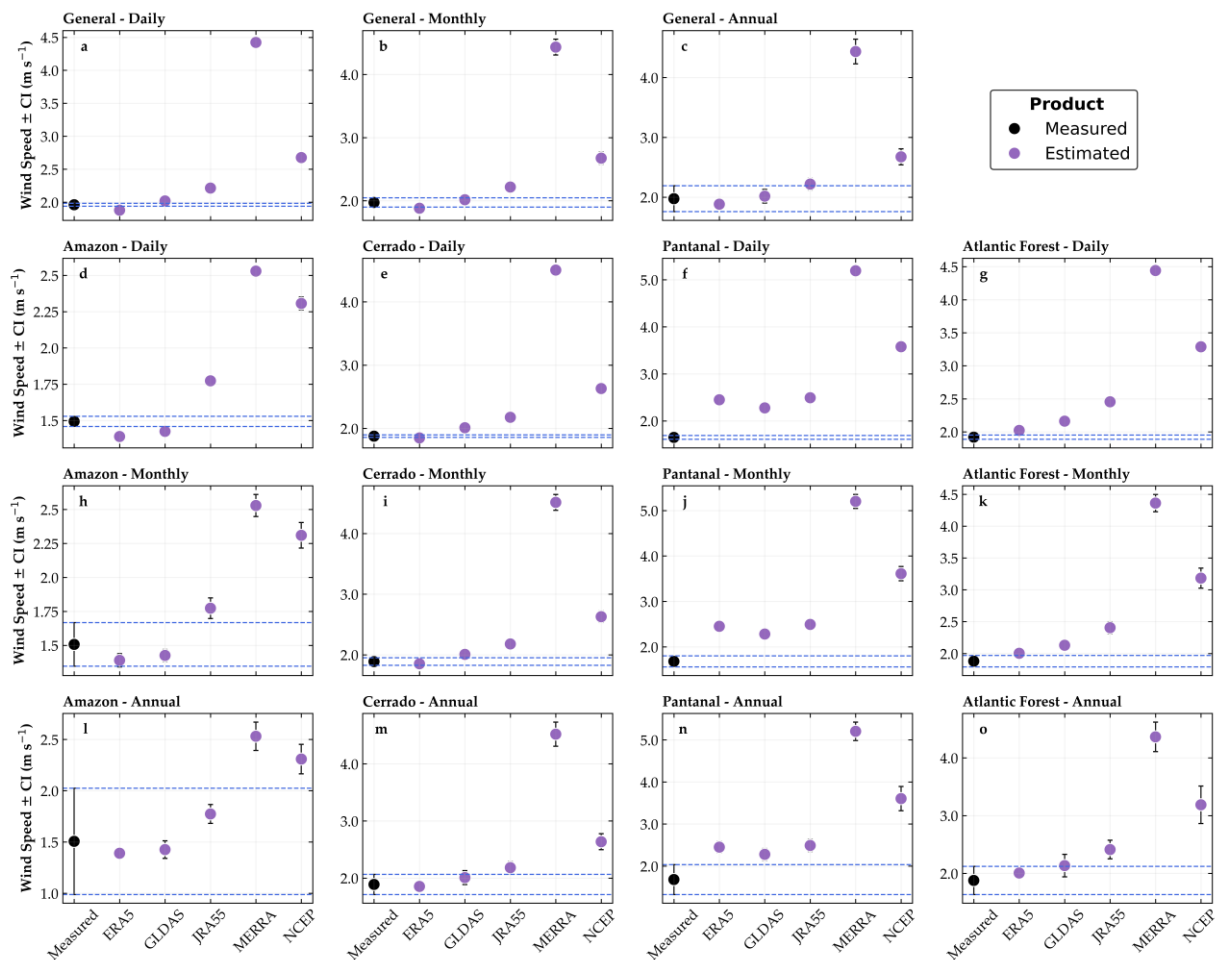 General - Daily
General - Monthly
General - Annual
Wind Speed ± CI (m s⁻¹)
a
4.5
4.0
3.5
3.0
2.5
2.0
b
4.0
3.0
2.0
c
4.0
3.0
2.0
Product
Measured
Estimated
Amazon - Daily
Cerrado - Daily
Pantanal - Daily
Atlantic Forest - Daily
Wind Speed ± CI (m s⁻¹)
d
2.5
2.25
2.0
1.75
1.5
e
4.0
3.0
2.0
f
5.0
4.0
3.0
2.0
g
4.5
4.0
3.5
3.0
2.5
2.0
Amazon - Monthly
Cerrado - Monthly
Pantanal - Monthly
Atlantic Forest - Monthly
Wind Speed ± CI (m s⁻¹)
h
2.5
2.25
2.0
1.75
1.5
i
4.0
3.0
2.0
j
5.0
4.0
3.0
2.0
k
4.5
4.0
3.5
3.0
2.5
2.0
Amazon - Annual
Cerrado - Annual
Pantanal - Annual
Atlantic Forest - Annual
Wind Speed ± CI (m s⁻¹)
l
2.5
2.0
1.5
1.0
m
4.0
3.0
2.0
n
5.0
4.0
3.0
2.0
o
4.0
3.0
2.0
Measured ERA5 GLDAS JRA55 MERRA NCEP
Measured ERA5 GLDAS JRA55 MERRA NCEP
Measured ERA5 GLDAS JRA55 MERRA NCEP
Measured ERA5 GLDAS JRA55 MERRA NCEP